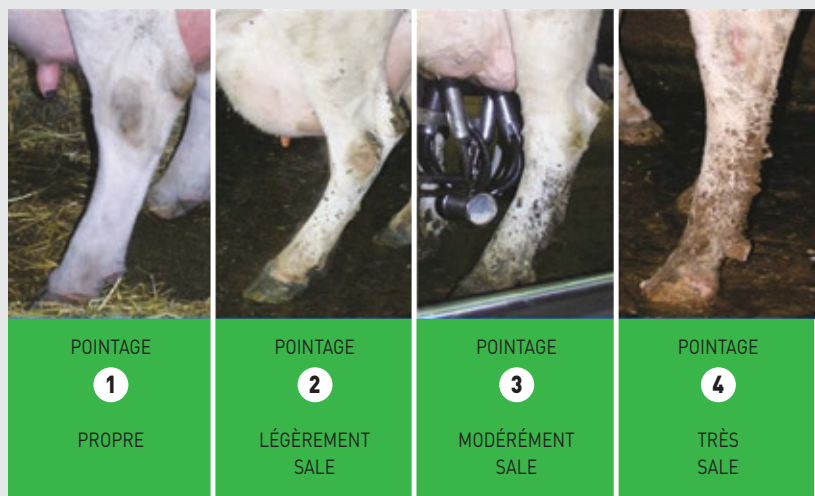 POINTAGE
1
PROPRE
POINTAGE
2
LÉGÈREMENT
SALE
POINTAGE
3
MODÉRÉMENT
SALE
POINTAGE
4
TRÈS
SALE